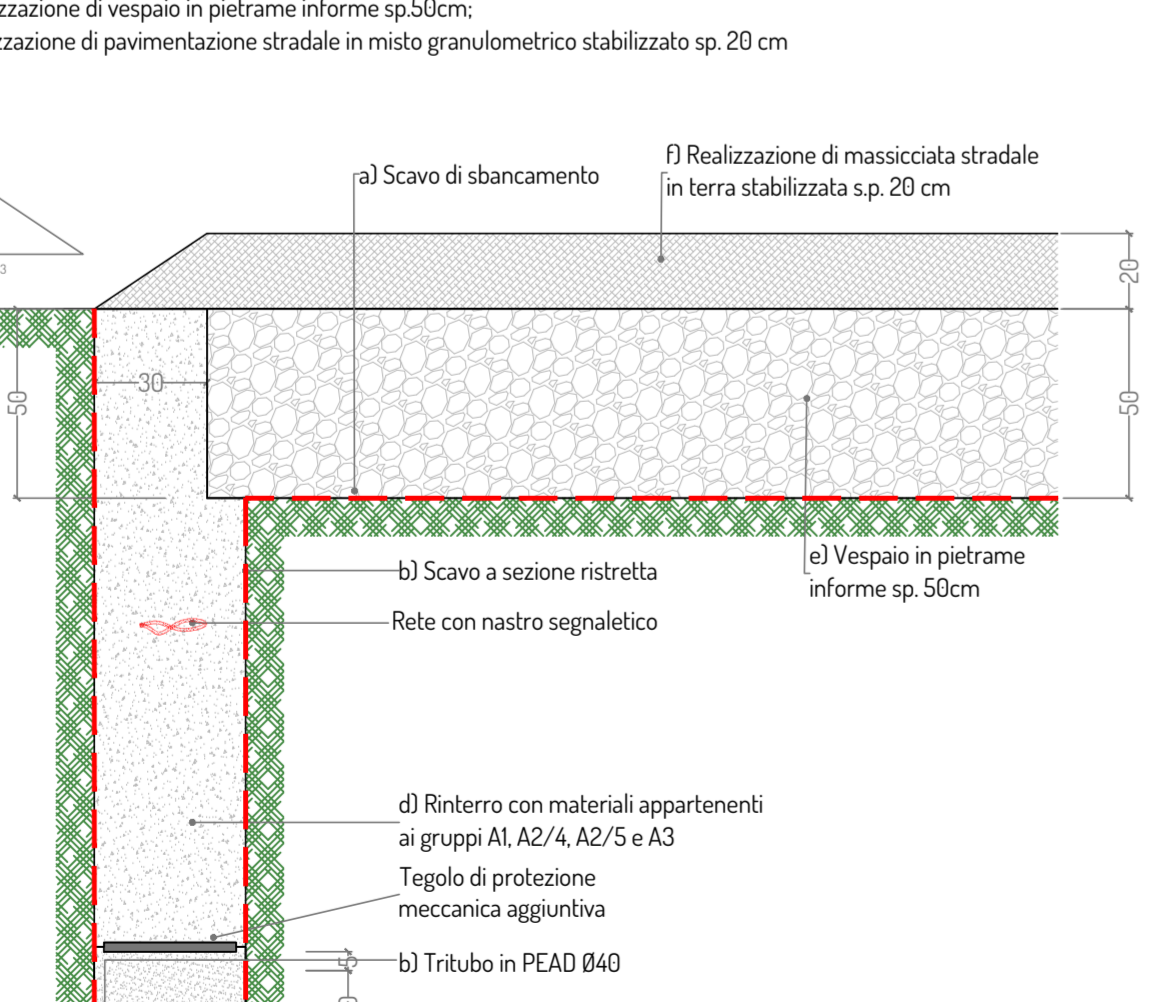 zzazione di vespaio in pietrame informe sp.50cm;
zzazione di pavimentazione stradale in misto granulometrico stabilizzato sp. 20 cm
a) Scavo di sbancamento
f) Realizzazione di massicciata stradale
in terra stabilizzata s.p. 20 cm
3
20
30
50
50
b) Scavo a sezione ristretta
e) Vespaio in pietrame
informe sp. 50cm
Rete con nastro segnaletico
d) Rinterro con materiali appartenenti
ai gruppi A1, A2/4, A2/5 e A3
Tegolo di protezione
meccanica aggiuntiva
5
b) Tritubo in PEAD Ø40